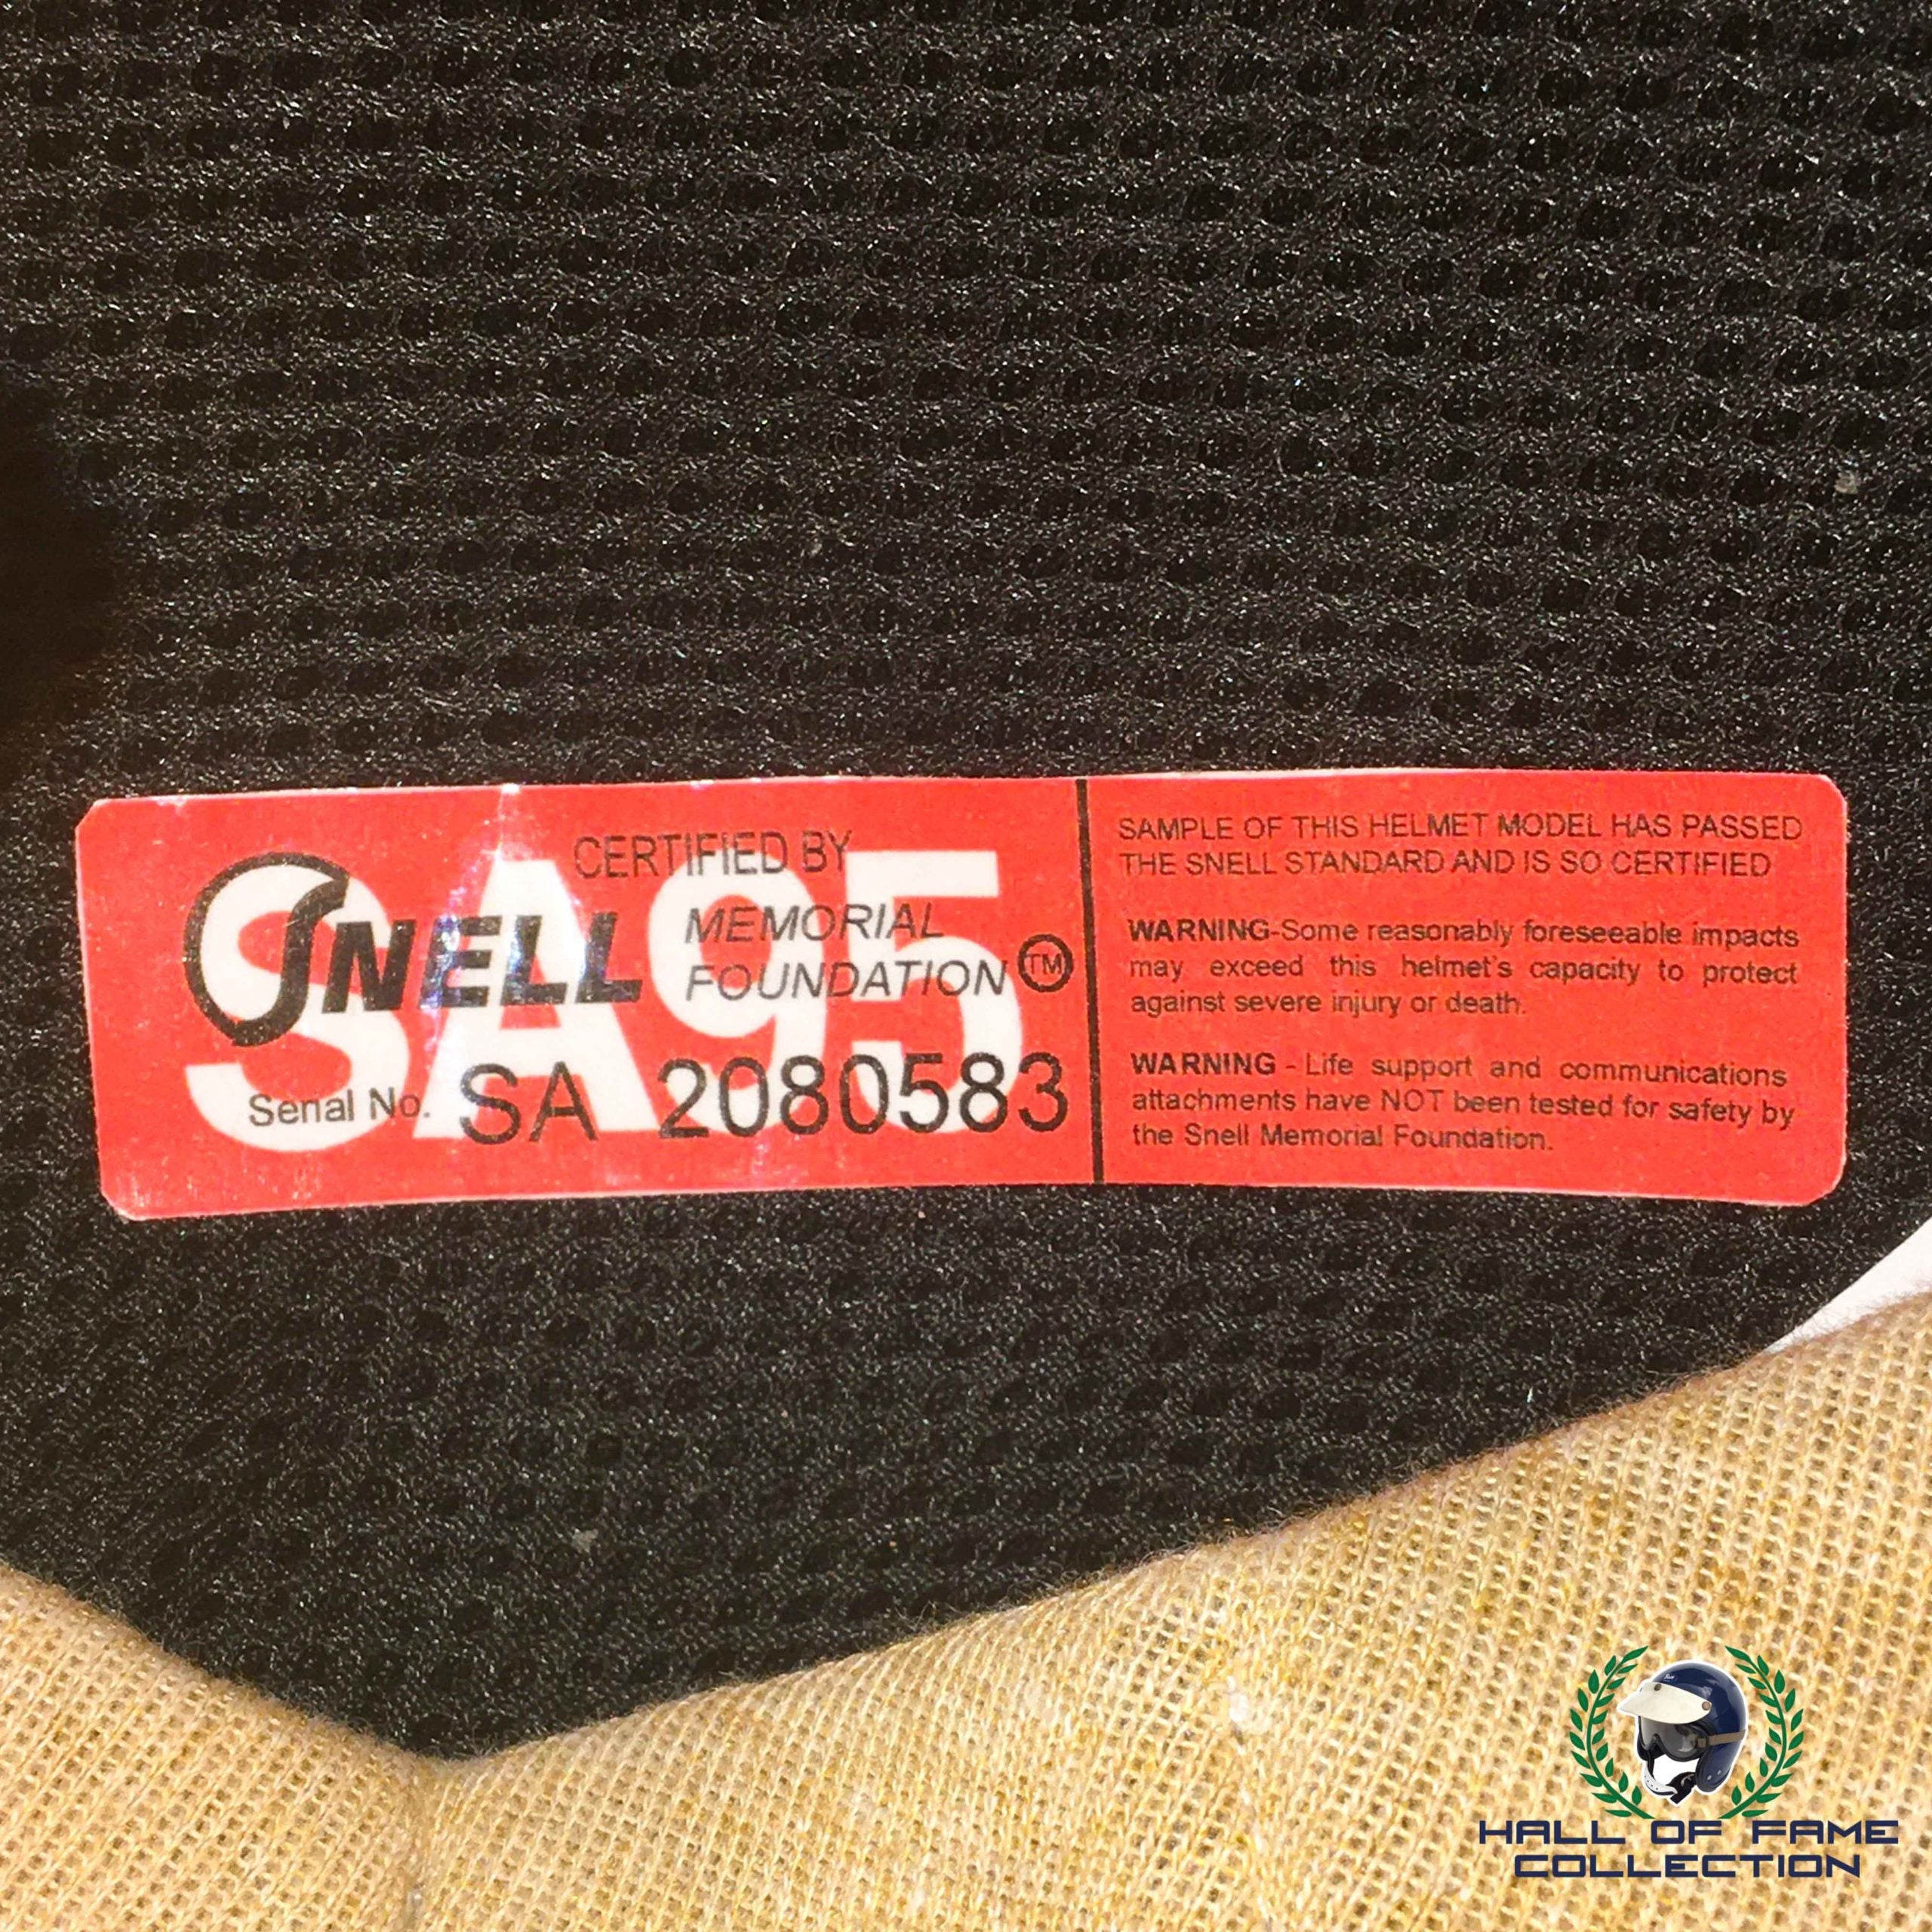 SA95
CERTIFIED BY
SNELL MEMORIAL
FOUNDATION TM
Serial No. SA 2080583
SAMPLE OF THIS HELMET MODEL HAS PASSED
THE SNELL STANDARD AND IS SO CERTIFIED
WARNING-Some reasonably foreseeable impacts
may exceed this helmet's capacity to protect
against severe injury or death.
WARNING - Life support and communications
attachments have NOT been tested for safety by
the Snell Memorial Foundation.
HALL OF FAME
COLLECTION